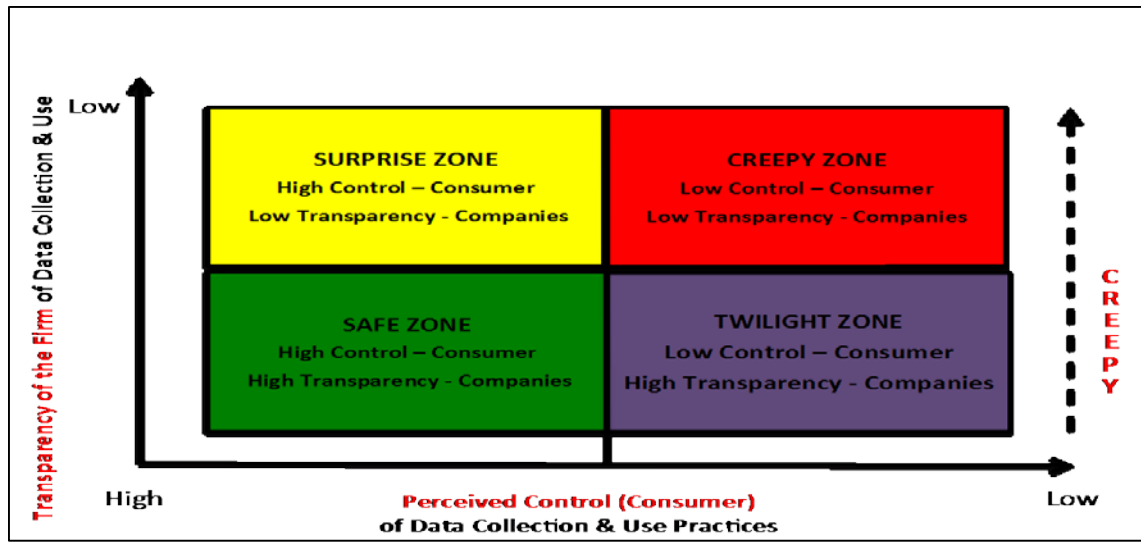 Transparency of the Firm of Data Collection & Use
Low
SURPRISE ZONE
High Control – Consumer
Low Transparency - Companies
CREEPY ZONE
Low Control – Consumer
Low Transparency - Companies
SAFE ZONE
High Control – Consumer
High Transparency - Companies
TWILIGHT ZONE
Low Control – Consumer
High Transparency - Companies
CREEPY
High
Perceived Control (Consumer)
of Data Collection & Use Practices
Low